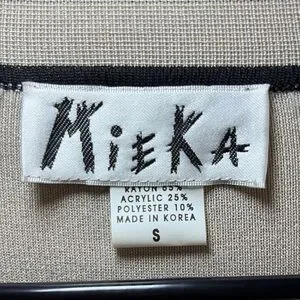 MiEKA
RAYON 65%
ACRYLIC 25%
POLYESTER 10%
MADE IN KOREA
S